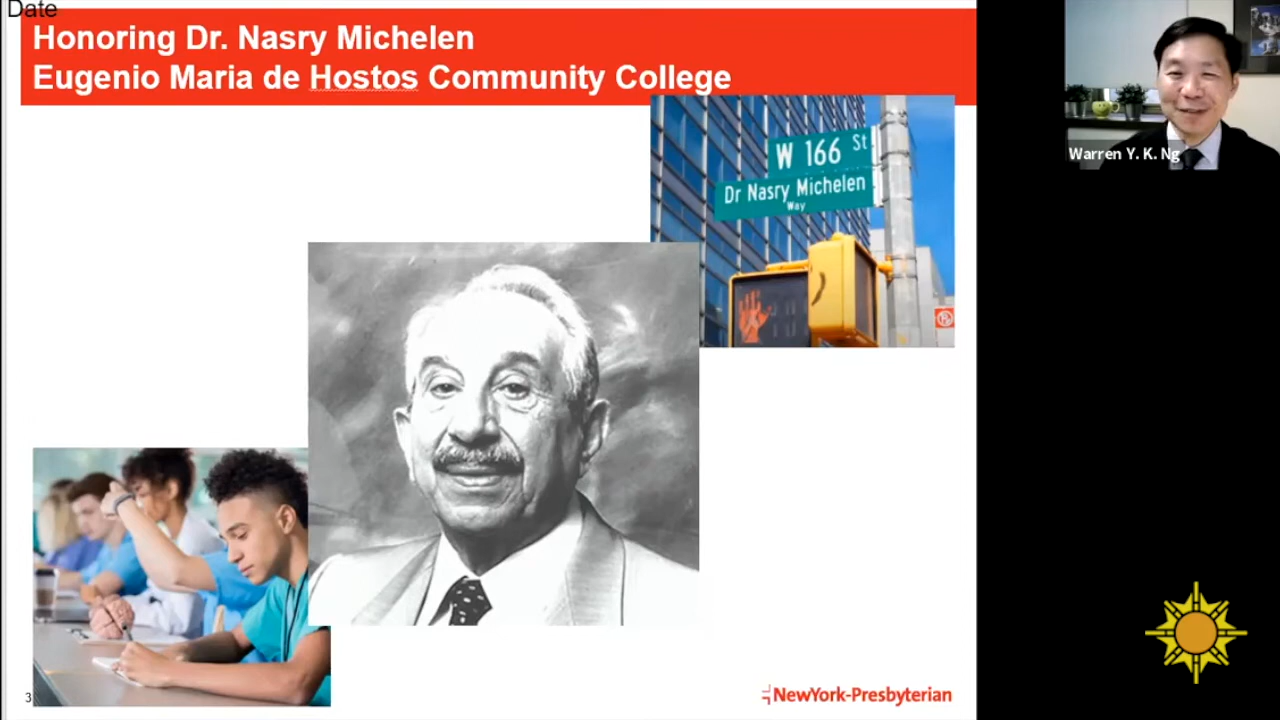 Date
Honoring Dr. Nasry Michelen
Eugenio Maria de Hostos Community College
W 166 St
Dr Nasry Michelen
Way
Warren Y. K. Ng
3
NewYork-Presbyterian